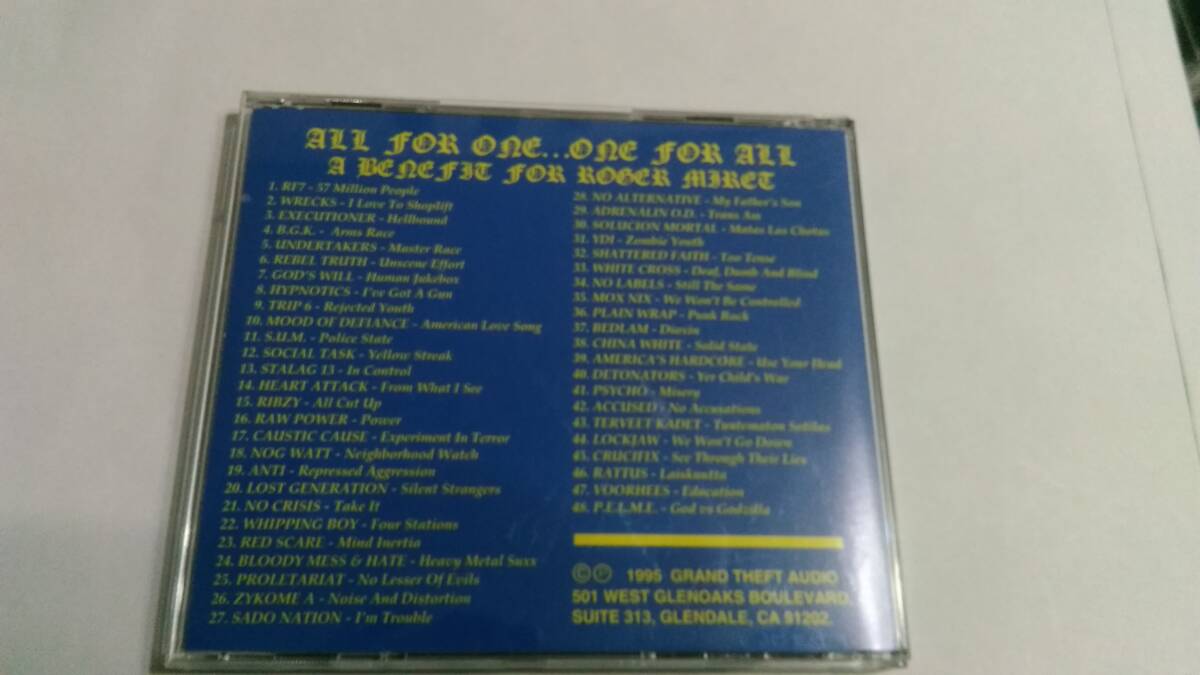 ALL FOR ONE...ONE FOR ALL
A BENEFIT FOR ROGER MIRET
1. RF7 - 57 Million People
2. WRECKS - I Love To Shoplift
3. EXECUTIONER - Hellbound
4. B.G.K. - Arms Race
5. UNDERTAKERS - Master Race
6. REBEL TRUTH - Unscene Effort
7. GOD'S WILL - Human Jukebox
8. HYPNOTICS - I've Got A Gun
9. TRIP 6 - Rejected Youth
10. MOOD OF DEFIANCE - American Love Song
11. S.U.M. - Police State
12. SOCIAL TASK - Yellow Streak
13. STALAG 13 - In Control
14. HEART ATTACK - From What I See
15. RIBZY - All Cut Up
16. RAW POWER - Power
17. CAUSTIC CAUSE - Experiment In Terror
18. NOG WATT - Neighborhood Watch
19. ANTI - Repressed Aggression
20. LOST GENERATION - Silent Strangers
21. NO CRISIS - Take It
22. WHIPPING BOY - Four Stations
23. RED SCARE - Mind Inertia
24. BLOODY MESS & HATE - Heavy Metal Suxx
25. PROLETARIAT - No Lesser Of Evils
26. ZYKOME A - Noise And Distortion
27. SADO NATION - I'm Trouble
28. NO ALTERNATIVE - My Father's Son
29. ADRENALIN O.D. - Trans Am
30. SOLUCION MORTAL - Mates Los Chotas
31. YDI - Zombie Youth
32. SHATTERED FAITH - Too Tense
33. WHITE CROSS - Deaf, Dumb And Blind
34. NO LABELS - Still The Same
35. MOX NIX - We Won't Be Controlled
36. PLAIN WRAP - Punk Rock
37. BEDLAM -
38. CHINA WHITE - Solid State
39. AMERICA'S HARDCORE - Use Your Head
40. DETONATORS - Yer Child's War
41. PSYCHO - Misery
42. ACCUSED - No Accusations
43. TERVEET KADET - Tuntematon Sotilas
44. LOCKJAW - We Won't Go Down
45. CRUCIFIX - See Through Their Lies
46. RATTUS -
47. VOORHEES - Education
48. P.E.L.M.E. - God vs Godzilla
©℗ 1995 GRAND THEFT AUDIO
501 WEST GLENOAKS BOULEVARD,
SUITE 313, GLENDALE, CA 91202.